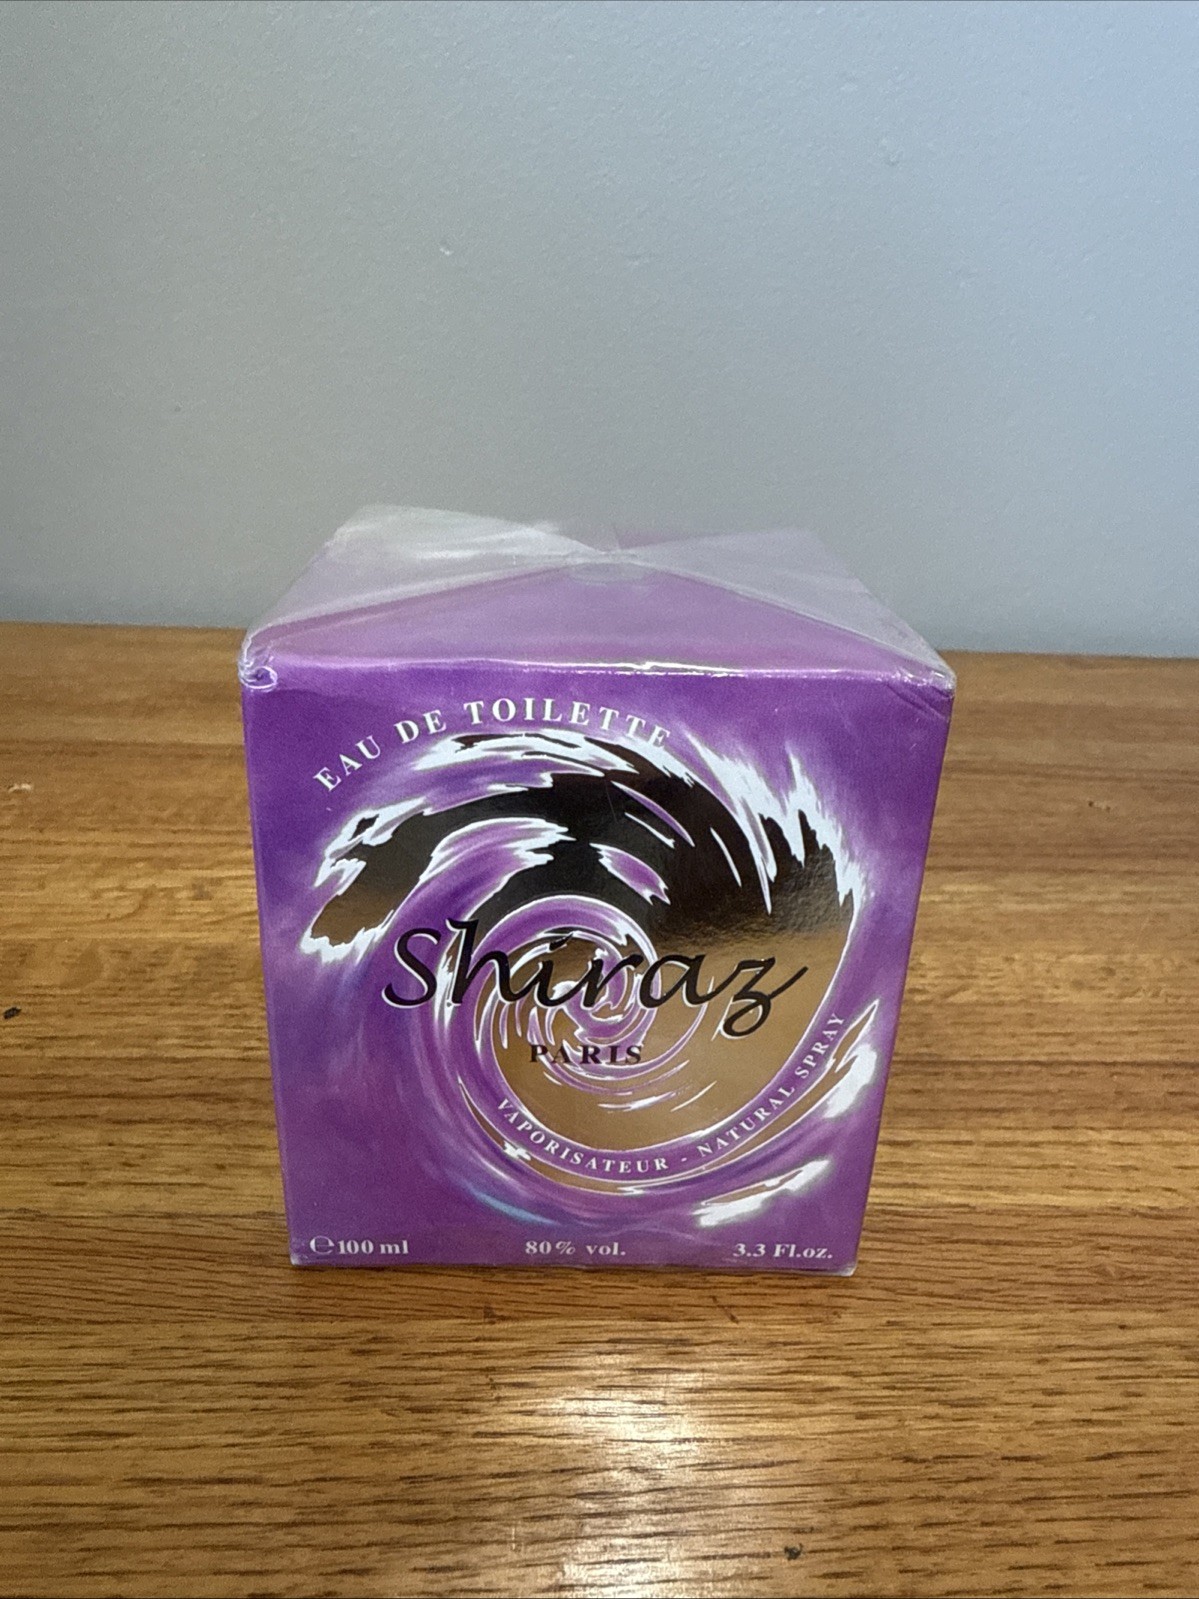 EAU DE TOILETTE
Shiraz
PARIS
VAPORISATEUR - NATURAL SPRAY
℮100 ml 80% vol. 3.3 Fl.oz.